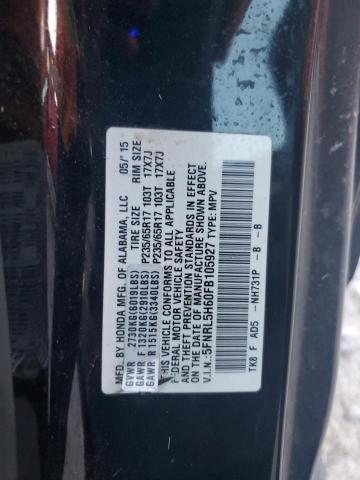 MFD.BY HONDA MFG. OF ALABAMA, LLC 05/'15
TIRE SIZE RIM SIZE
GVWR 2730KG(6019LBS)
GAWR F 1320KG(2910LBS) P235/65R17 103T 17X7J
GAWR R 1515KG(3340LBS) P235/65R17 103T 17X7J
THIS VEHICLE CONFORMS TO ALL APPLICABLE
FEDERAL MOTOR VEHICLE SAFETY
AND THEFT PREVENTION STANDARDS IN EFFECT
ON THE DATE OF MANUFACTURE SHOWN ABOVE.
V.I.N.:5FNRL5H60FB105927 TYPE: MPV
TK8 F AD5 -NH731P -B -B